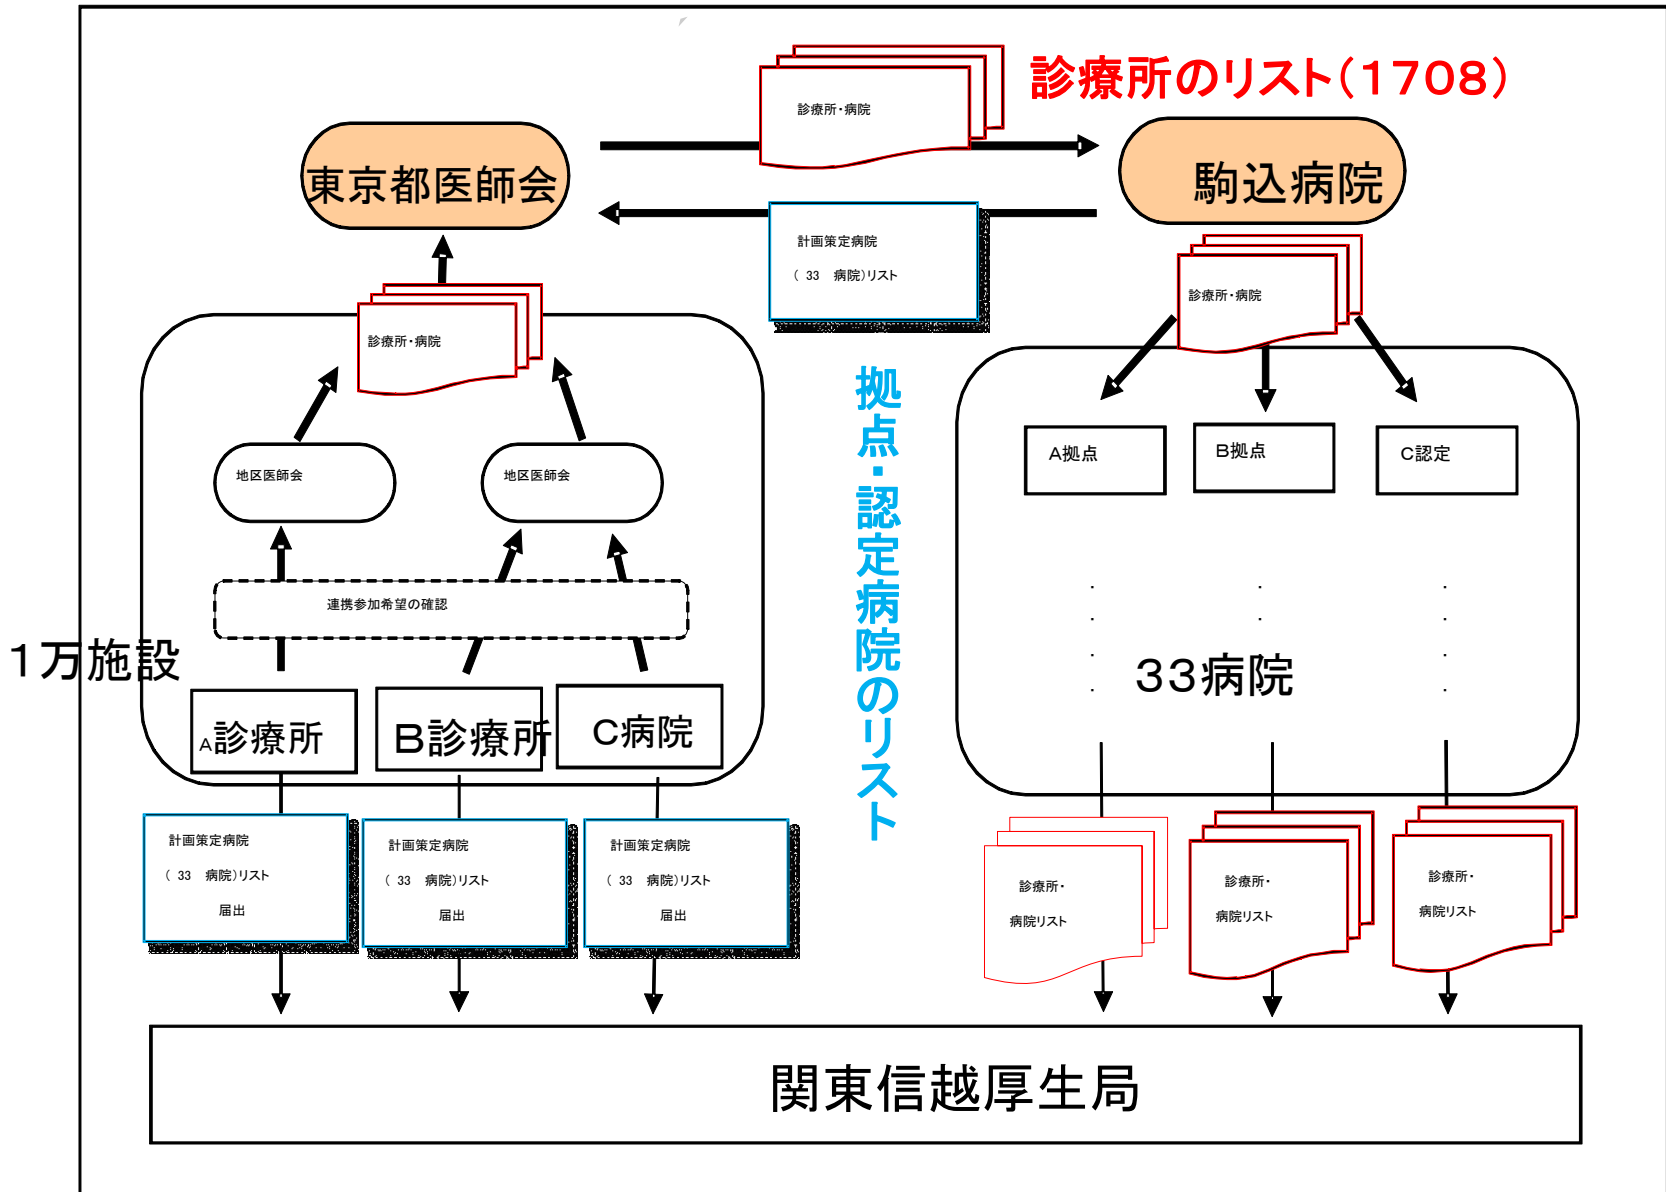 診療所のリスト(1708)
診療所・病院
東京都医師会
駒込病院
計画策定病院
( 33 病院)リスト
診療所・病院
診療所・病院
拠点・認定病院のリスト
A拠点
B拠点
C認定
地区医師会
地区医師会
連携参加希望の確認
1万施設
33病院
A診療所
B診療所
C病院
計画策定病院
( 33 病院)リスト
届出
計画策定病院
( 33 病院)リスト
届出
計画策定病院
( 33 病院)リスト
届出
診療所・
病院リスト
診療所・
病院リスト
診療所・
病院リスト
関東信越厚生局